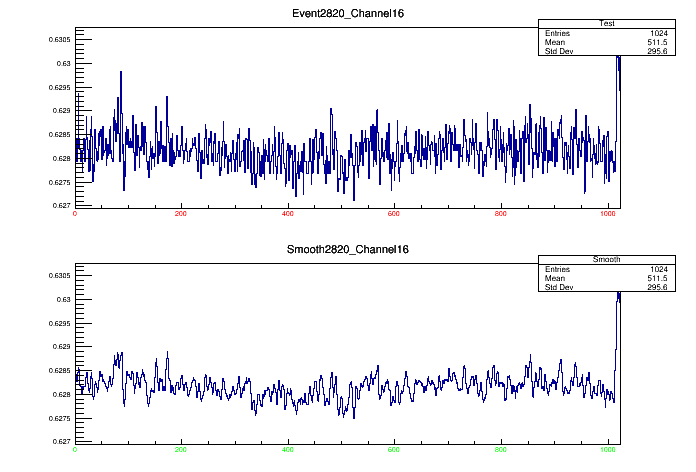 Event2820_Channel16
Test
Entries 1024
Mean 511.5
Std Dev 295.6
0.6305
0.63
0.6295
0.629
0.6285
0.628
0.6275
0.627
0 200 400 600 800 1000
Smooth2820_Channel16
Smooth
Entries 1024
Mean 511.5
Std Dev 295.6
0.6305
0.63
0.6295
0.629
0.6285
0.628
0.6275
0.627
0 200 400 600 800 1000